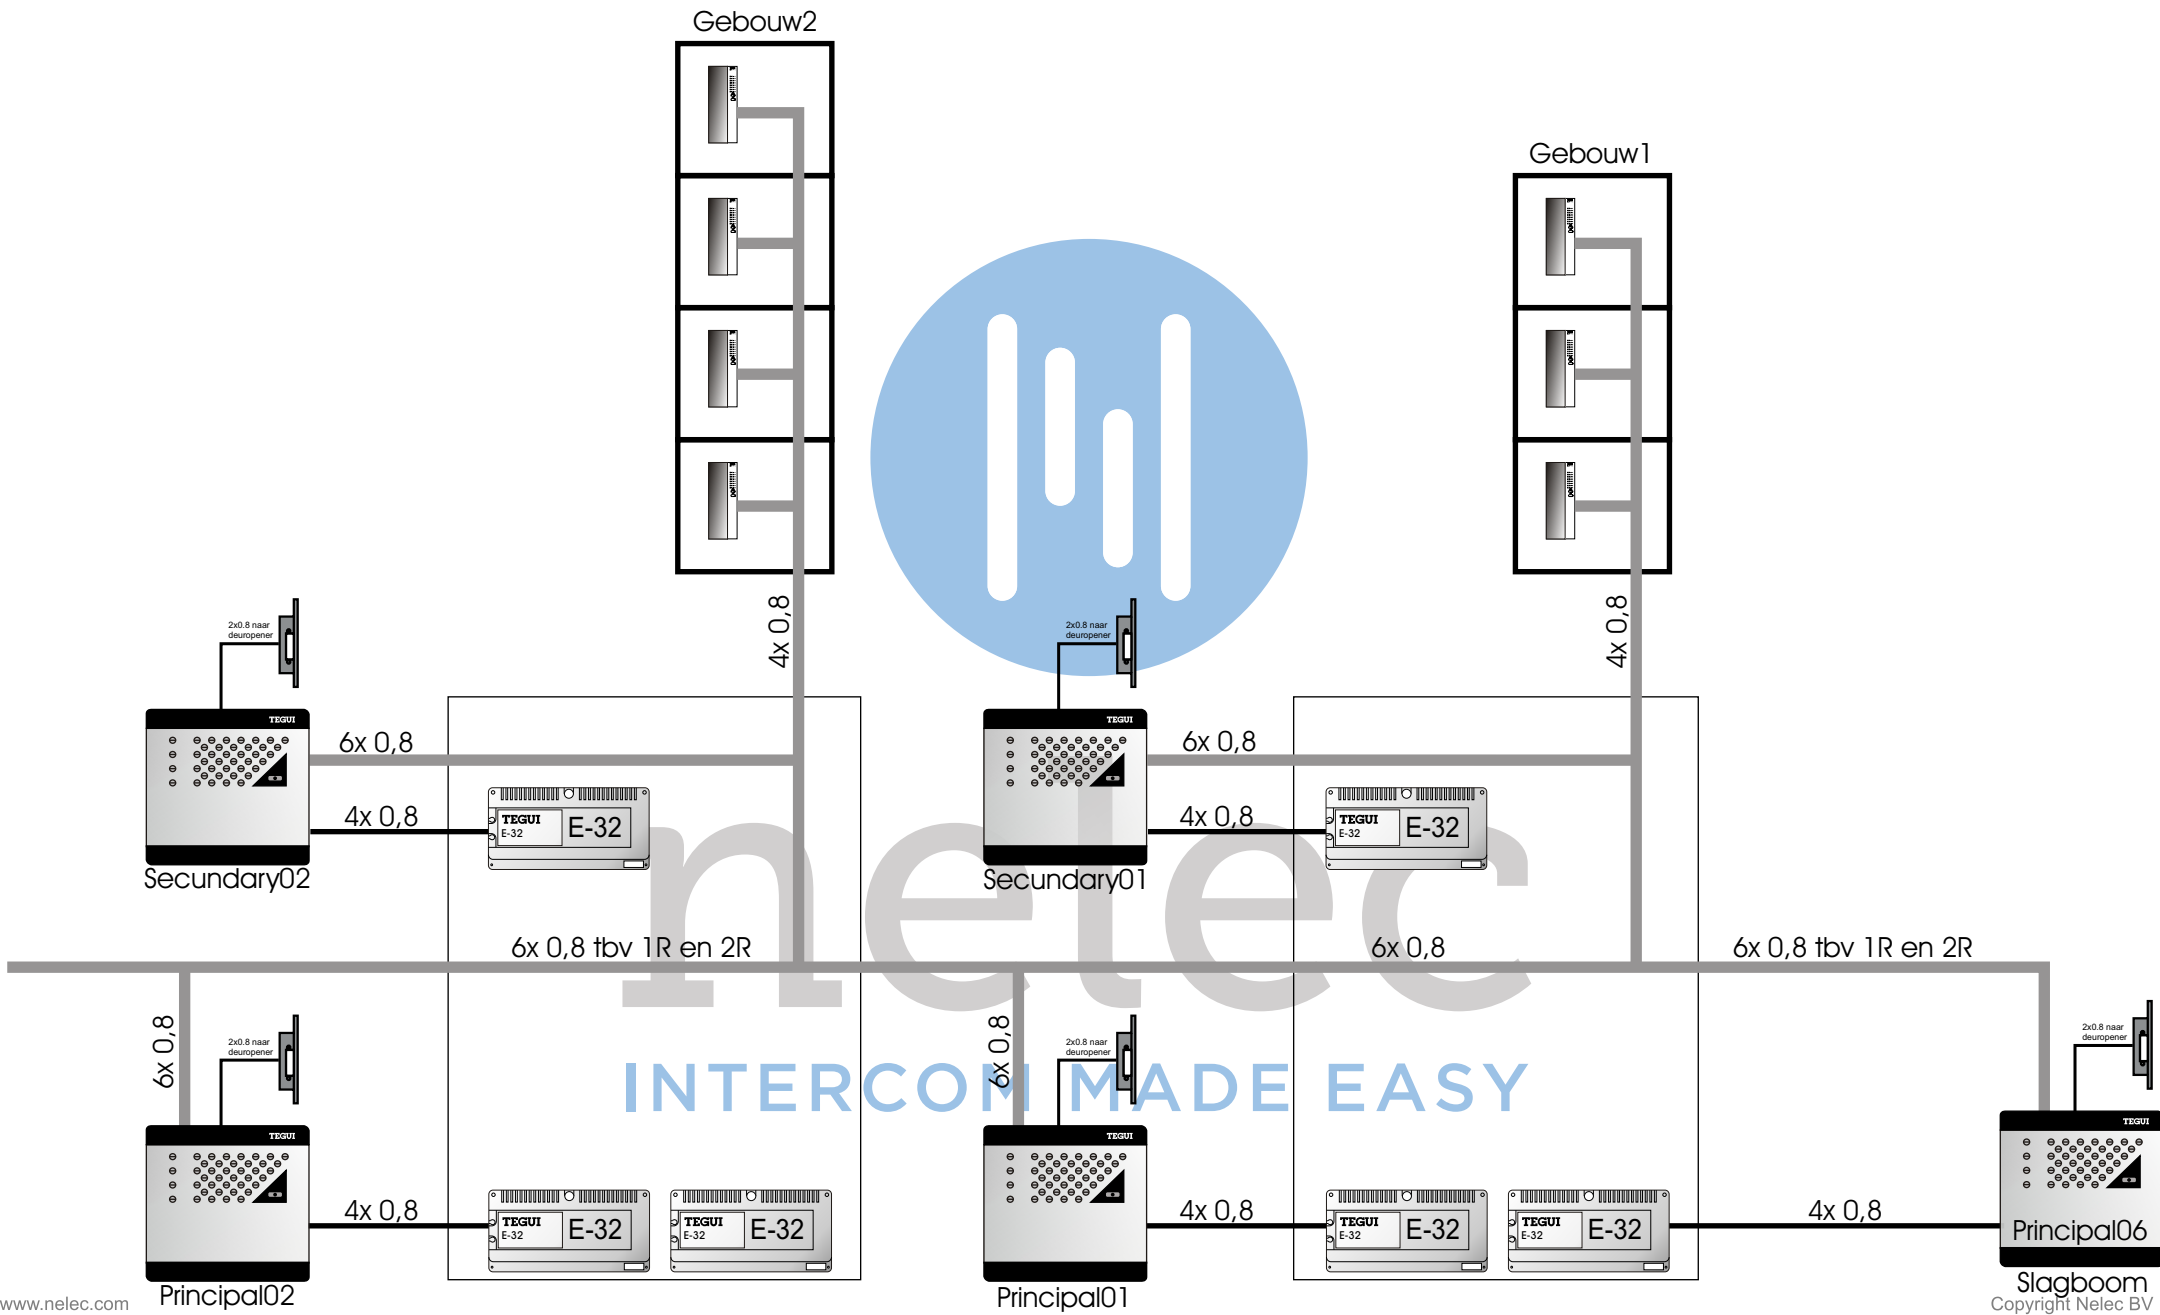 Gebouw2
Gebouw1
4x 0,8
4x 0,8
2x0.8 naar
deuropener
2x0.8 naar
deuropener
TEGUI
6x 0,8
4x 0,8
TEGUI
E-32
E-32
Secundary02
TEGUI
6x 0,8
4x 0,8
TEGUI
E-32
E-32
Secundary01
nelec
INTERCOM MADE EASY
6x 0,8 tbv 1R en 2R
6x 0,8
6x 0,8 tbv 1R en 2R
6x 0,8
2x0.8 naar
deuropener
6x 0,8
2x0.8 naar
deuropener
2x0.8 naar
deuropener
TEGUI
4x 0,8
TEGUI
E-32
E-32
TEGUI
E-32
E-32
Principal02
TEGUI
4x 0,8
TEGUI
E-32
E-32
TEGUI
E-32
E-32
Principal01
4x 0,8
TEGUI
Principal06
Slagboom
www.nelec.com
Copyright Nelec BV